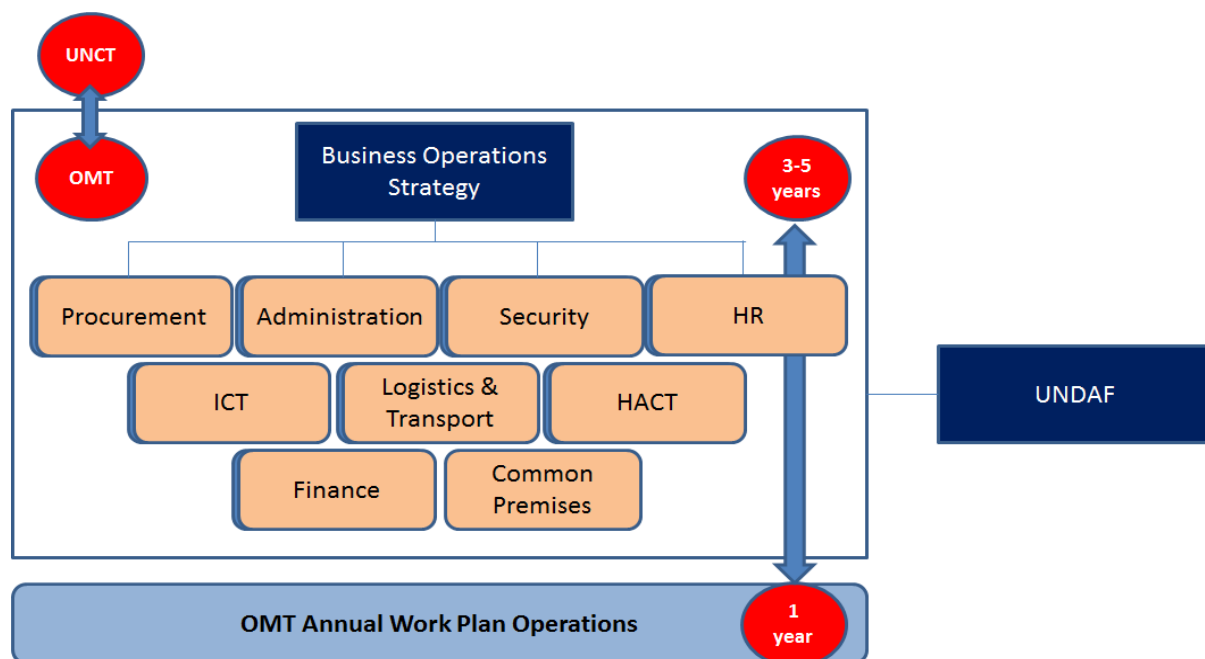 UNCT
OMT
Business Operations
Strategy
3-5
years
Procurement
Administration
Security
HR
ICT
Logistics &
Transport
HACT
UNDAF
Finance
Common
Premises
OMT Annual Work Plan Operations
1
year